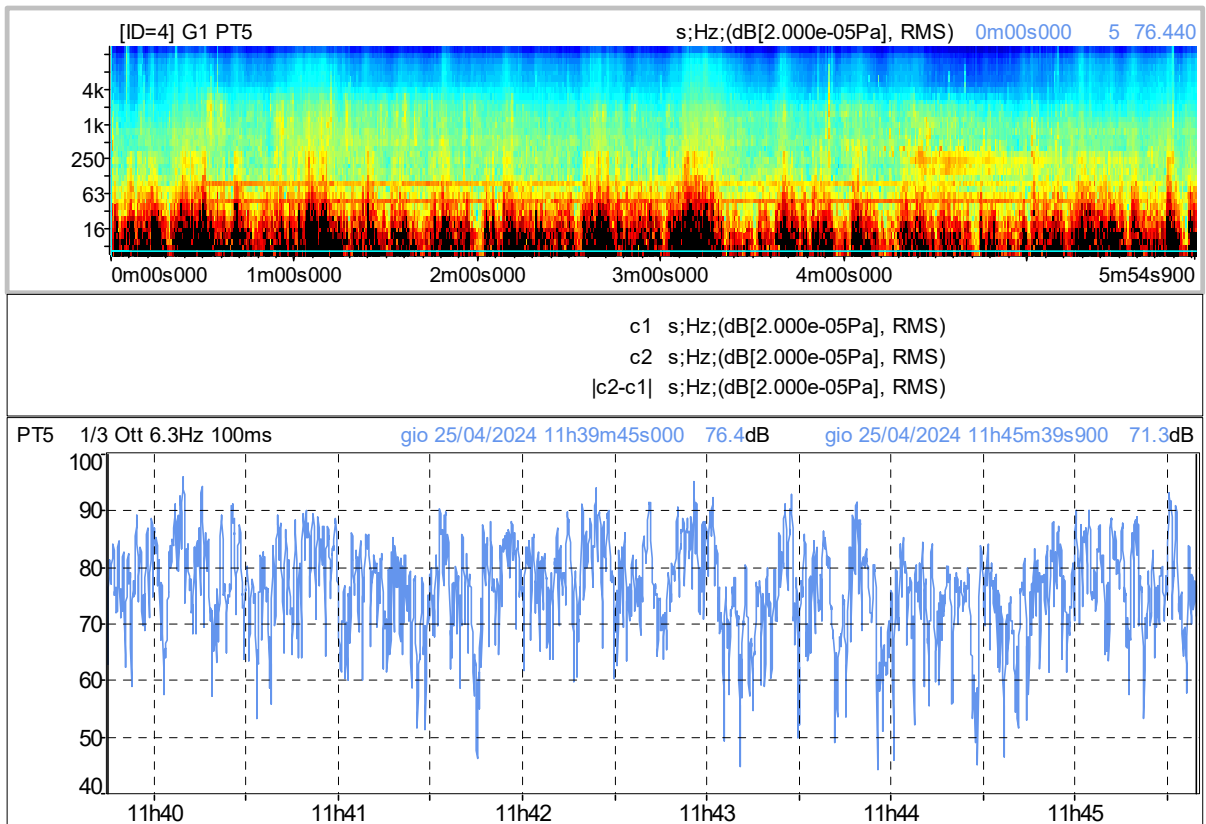 [ID=4] G1 PT5 s;Hz;(dB[2.000e-05Pa], RMS) 0m00s000 5 76.440
4k
1k
250
63
16
0m00s000 1m00s000 2m00s000 3m00s000 4m00s000 5m54s900
c1 s;Hz;(dB[2.000e-05Pa], RMS)
c2 s;Hz;(dB[2.000e-05Pa], RMS)
|c2-c1| s;Hz;(dB[2.000e-05Pa], RMS)
PT5 1/3 Ott 6.3Hz 100ms gio 25/04/2024 11h39m45s000 76.4dB gio 25/04/2024 11h45m39s900 71.3dB
100
90
80
70
60
50
40
11h40 11h41 11h42 11h43 11h44 11h45